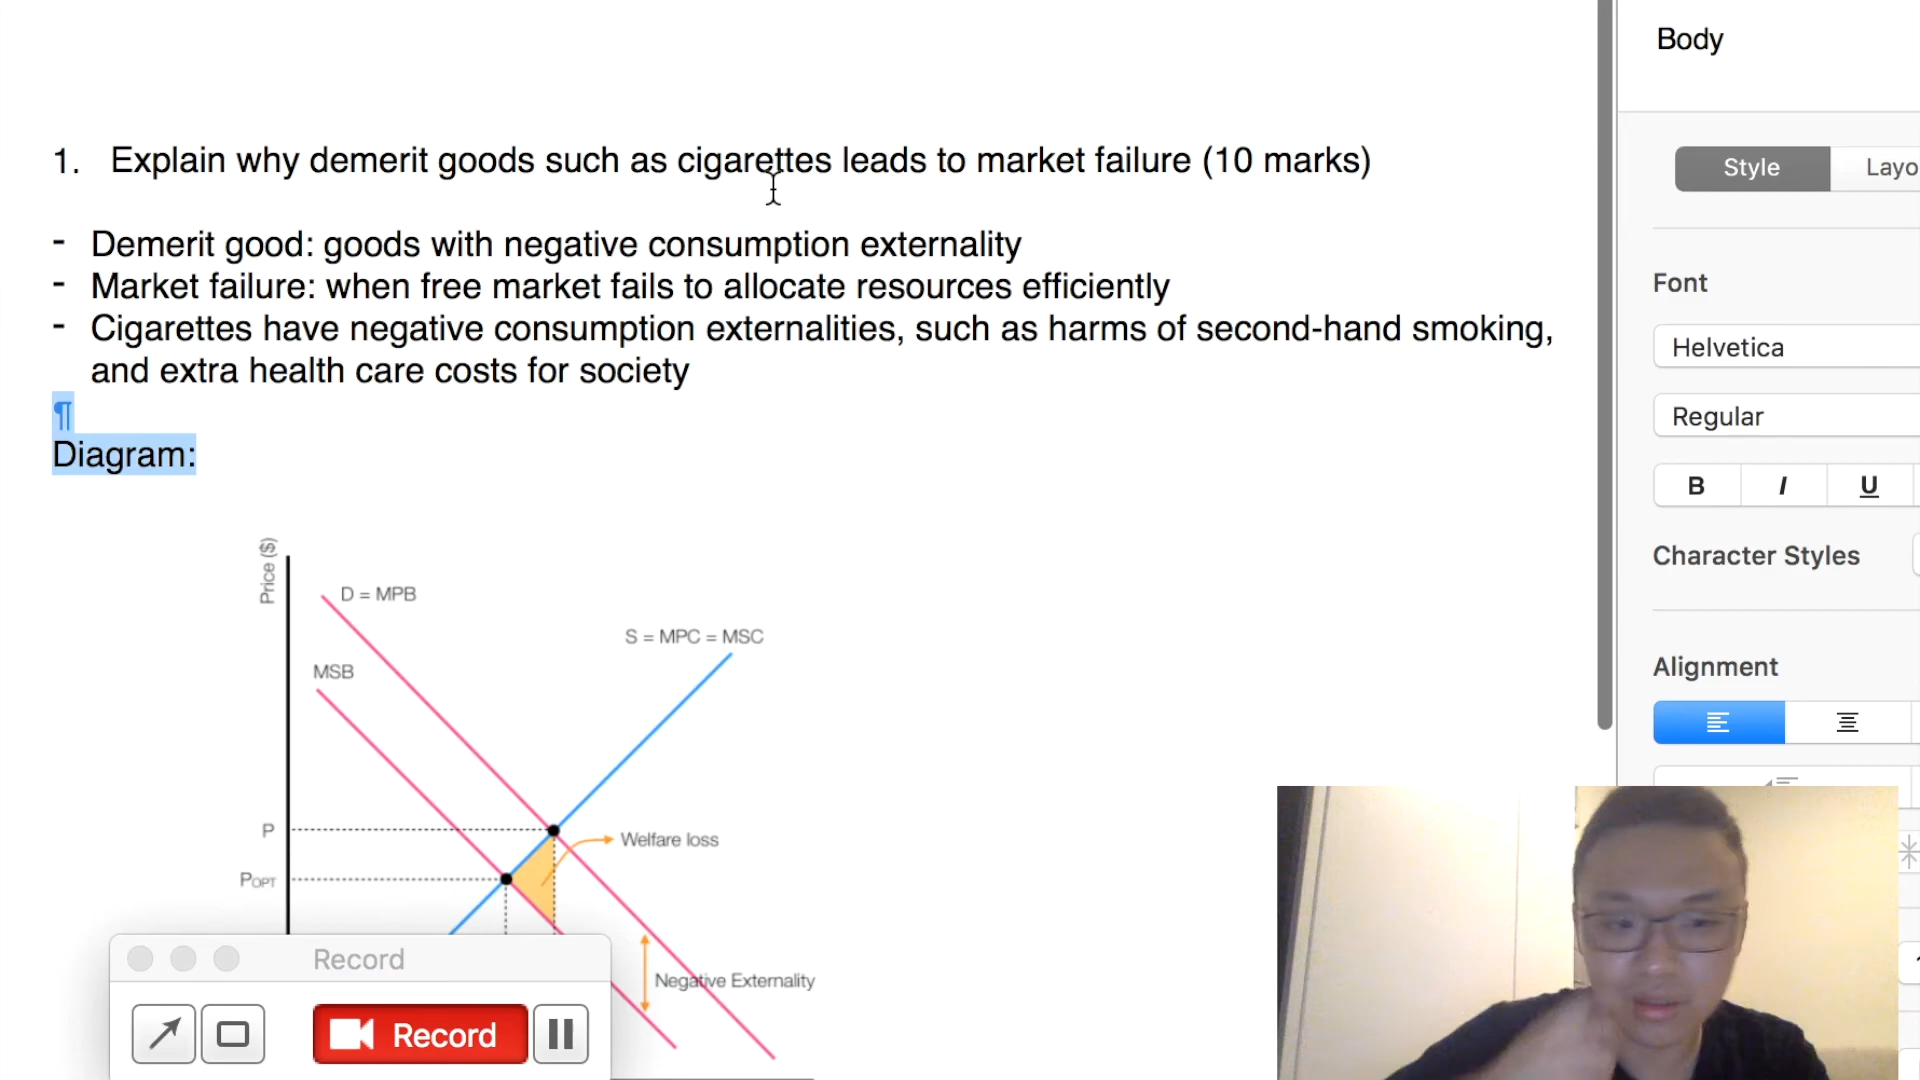 Body
1. Explain why demerit goods such as cigarettes leads to market failure (10 marks)
Style
Layo
- Demerit good: goods with negative consumption externality
- Market failure: when free market fails to allocate resources efficiently
- Cigarettes have negative consumption externalities, such as harms of second-hand smoking,
and extra health care costs for society
¶
Diagram:
Font
Helvetica
Regular
B I U
Character Styles
Alignment
Price ($)
D = MPB
S = MPC = MSC
MSB
P
Welfare loss
POPT
Negative Externality
Record
Record